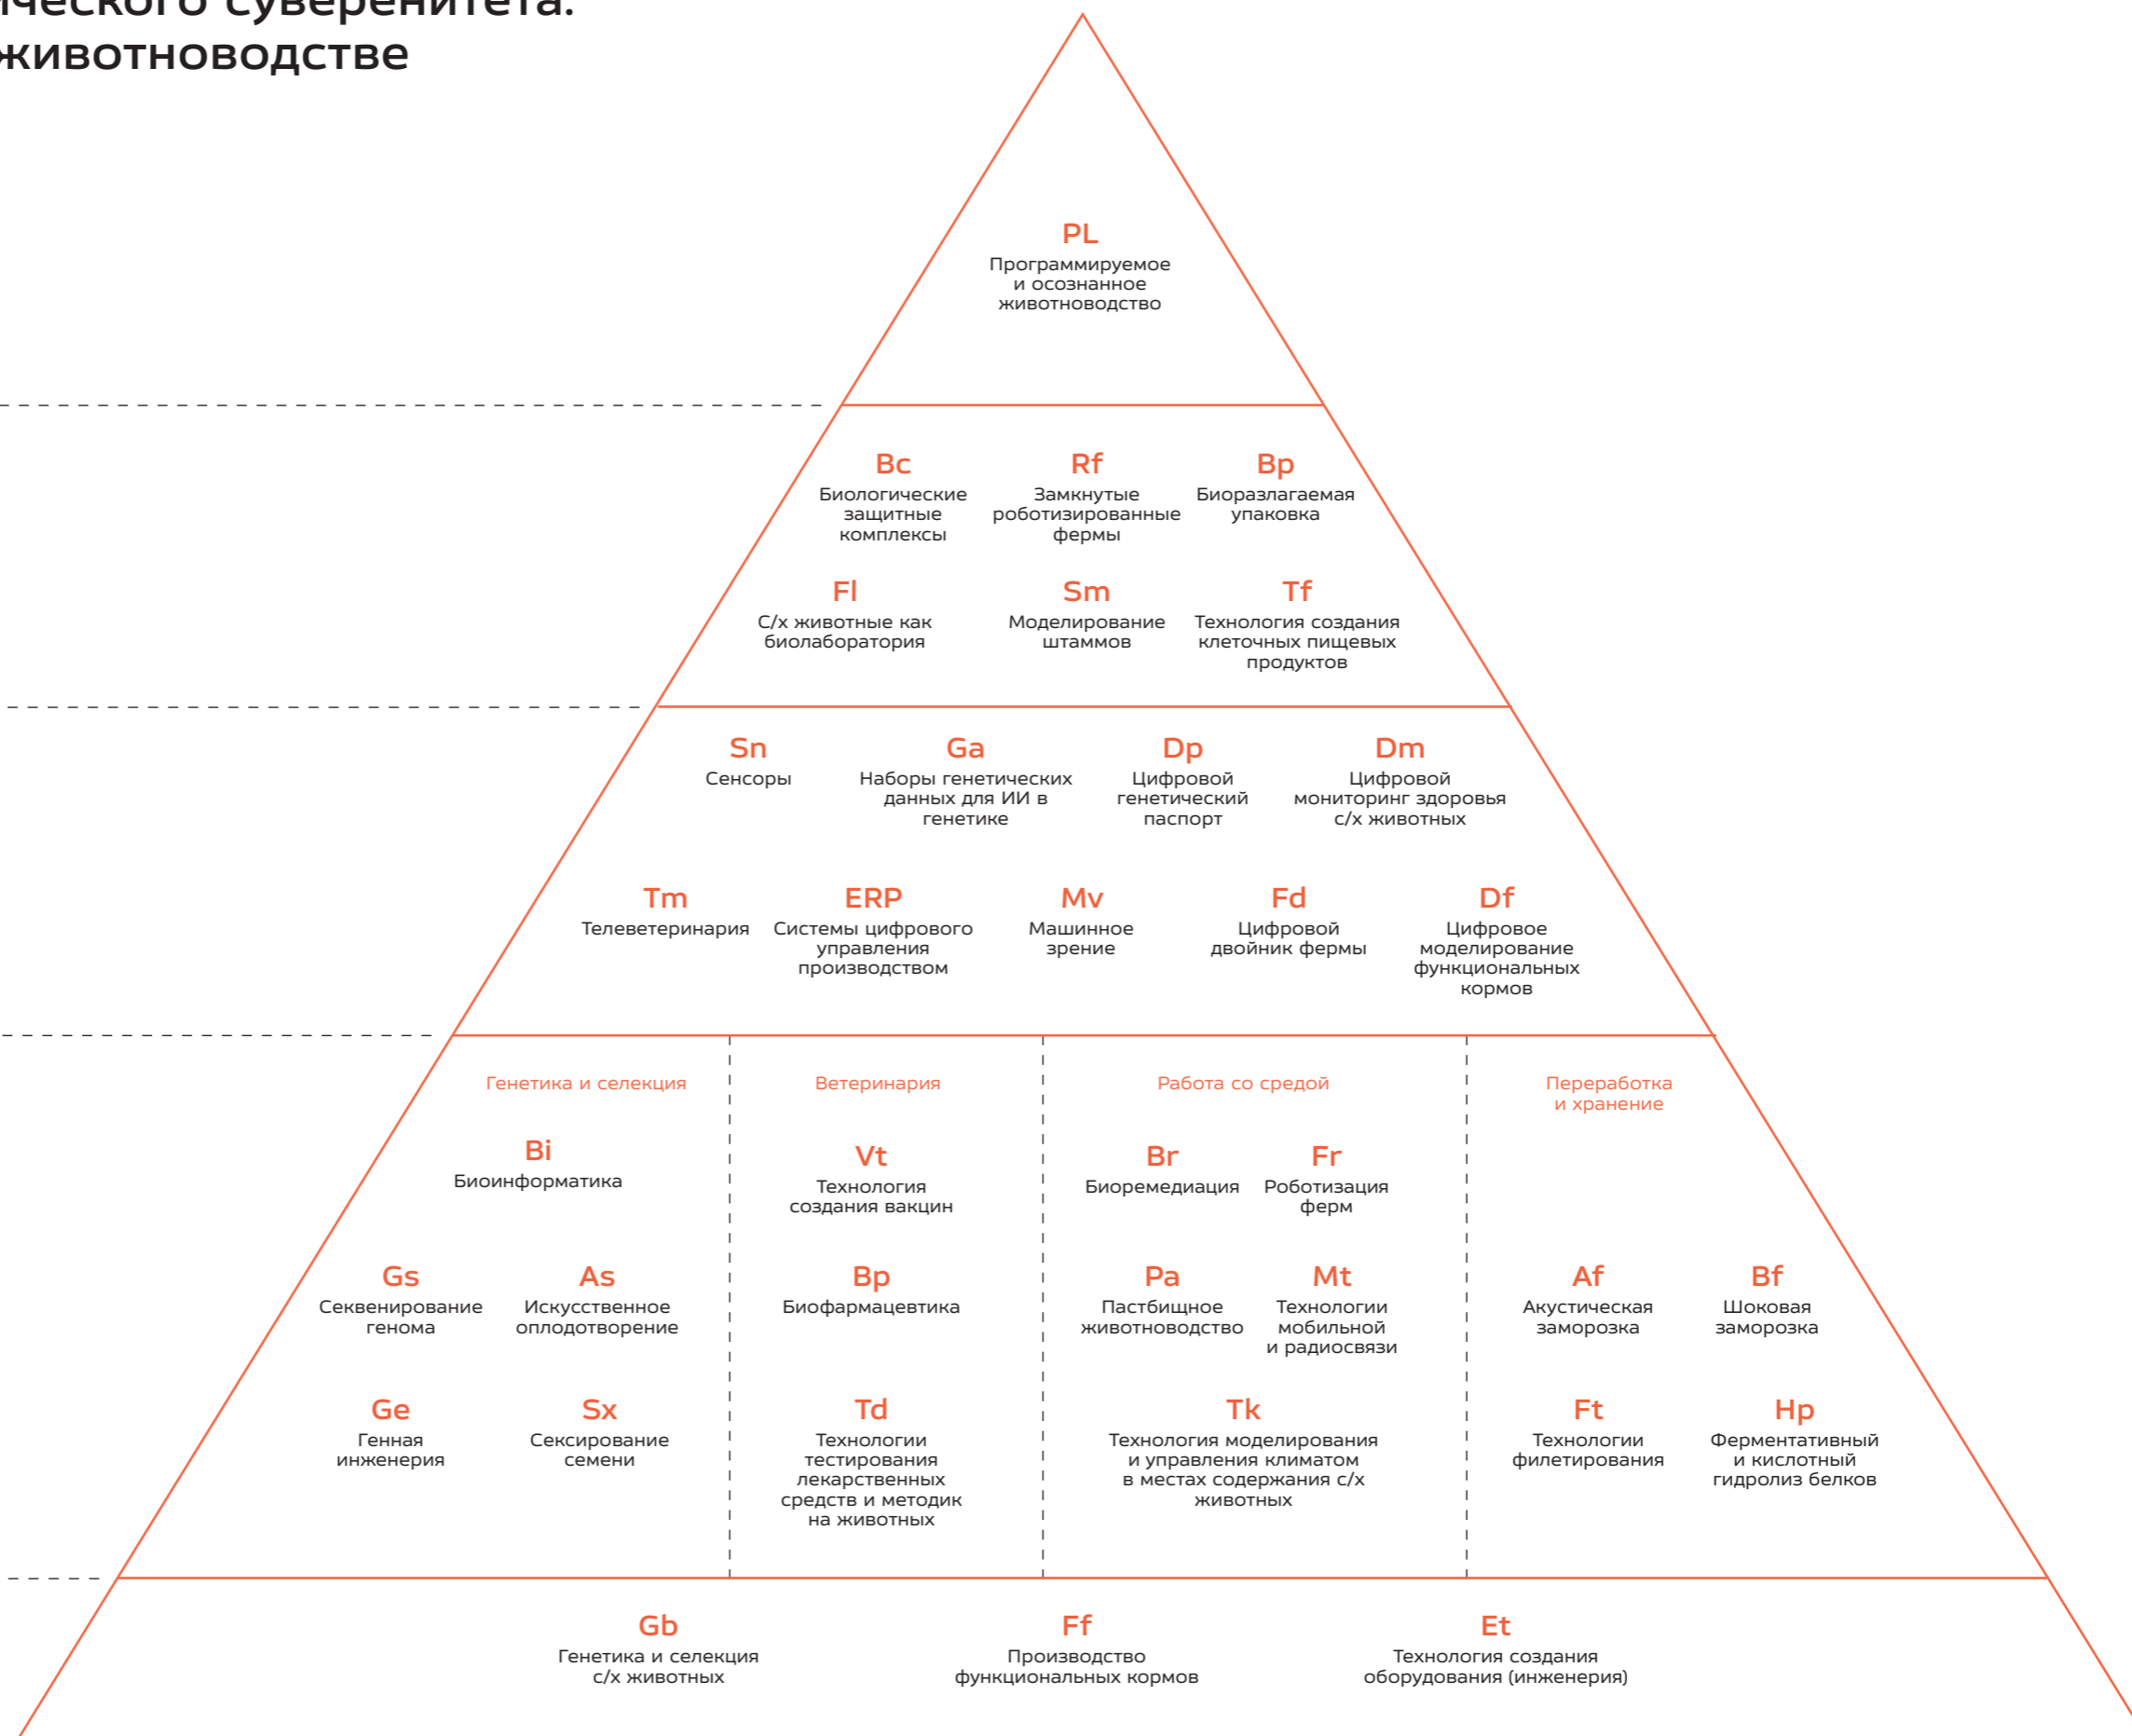 ического суверенитета.
животноводстве
PL
Программируемое
и осознанное
животноводство
Bc
Биологические
защитные
комплексы
Rf
Замкнутые
роботизированные
фермы
Bp
Биоразлагаемая
упаковка
Fl
С/х животные как
биолаборатория
Sm
Моделирование
штаммов
Tf
Технология создания
клеточных пищевых
продуктов
Sn
Сенсоры
Ga
Наборы генетических
данных для ИИ в
генетике
Dp
Цифровой
генетический
паспорт
Dm
Цифровой
мониторинг здоровья
с/х животных
Tm
Телеветеринария
ERP
Системы цифрового
управления
производством
Mv
Машинное
зрение
Fd
Цифровой
двойник фермы
Df
Цифровое
моделирование
функциональных
кормов
Генетика и селекция
Bi
Биоинформатика
Gs
Секвенирование
генома
As
Искусственное
оплодотворение
Ge
Генная
инженерия
Sx
Сексирование
семени
Ветеринария
Vt
Технология
создания вакцин
Bp
Биофармацевтика
Td
Технологии
тестирования
лекарственных
средств и методик
на животных
Работа со средой
Br
Биоремедиация
Fr
Роботизация
ферм
Pa
Пастбищное
животноводство
Mt
Технологии
мобильной
и радиосвязи
Tk
Технология моделирования
и управления климатом
в местах содержания с/х
животных
Переработка
и хранение
Af
Акустическая
заморозка
Bf
Шоковая
заморозка
Ft
Технологии
филетирования
Hp
Ферментативный
и кислотный
гидролиз белков
Gb
Генетика и селекция
с/х животных
Ff
Производство
функциональных кормов
Et
Технология создания
оборудования (инженерия)